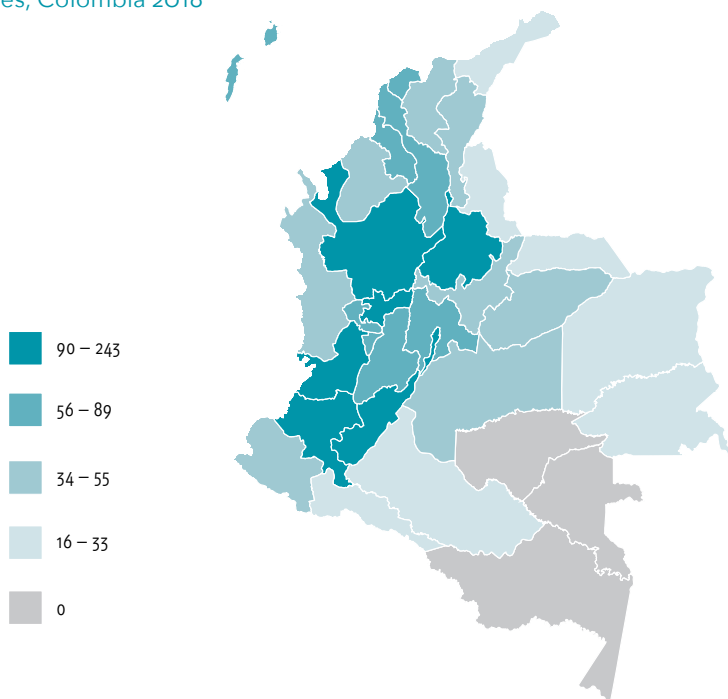 es, Colombia 2018
90 – 243
56 – 89
34 – 55
16 – 33
0